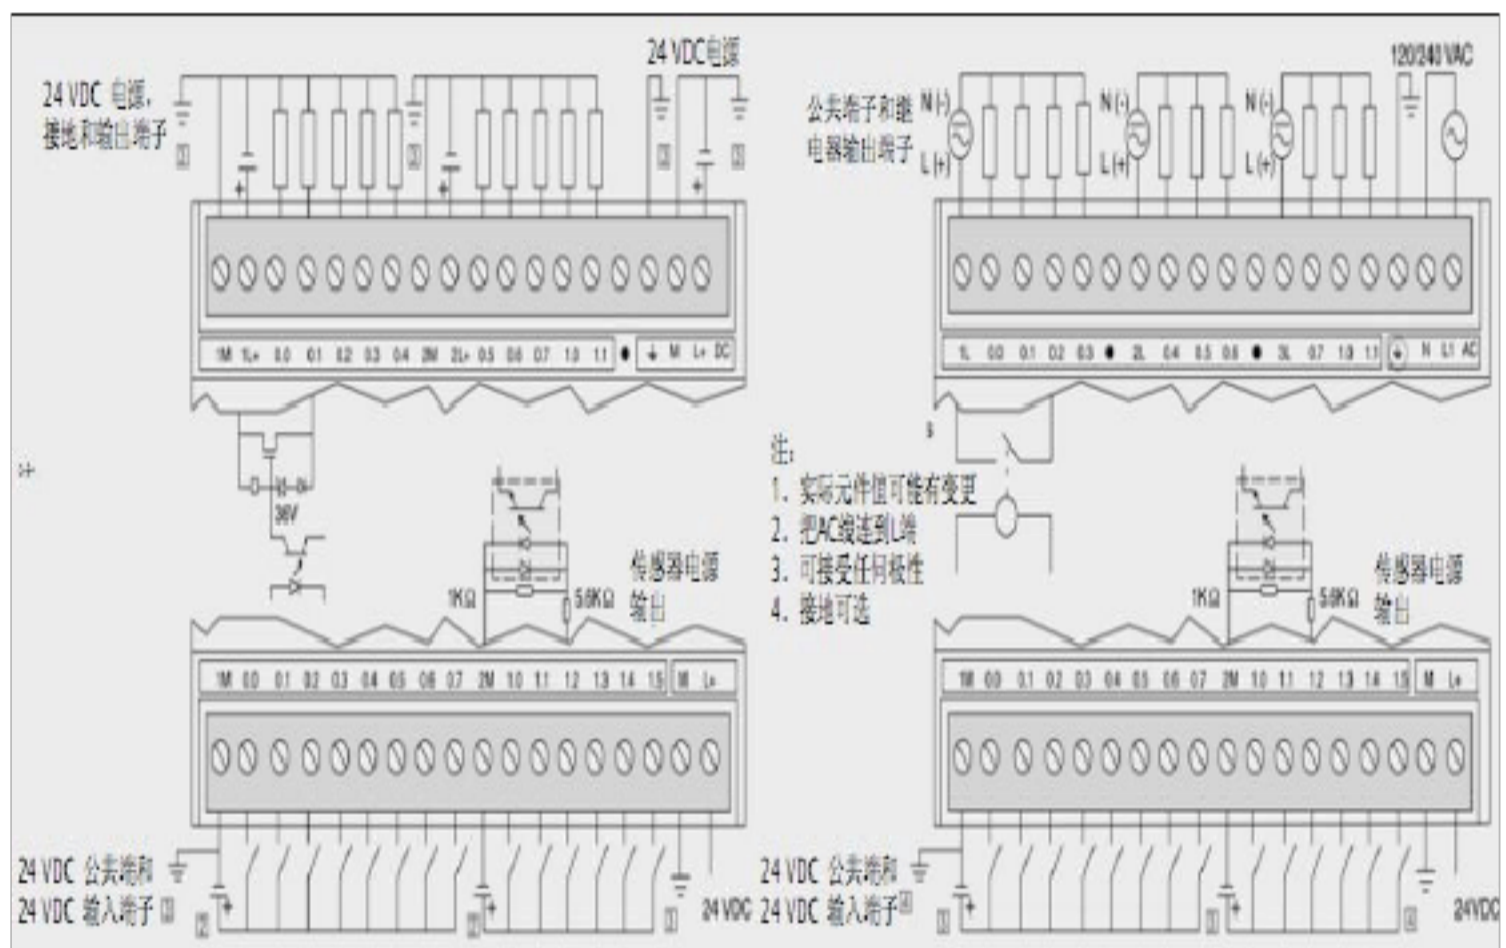 24 VDC电源
24 VDC 电源,
接地和输出端子
1M 1L+ 0.0 0.1 0.2 0.3 0.4 2M 2L+ 0.5 0.6 0.7 1.0 1.1 M L+ DC
36V
1KΩ
5.6KΩ
传感器电源
输出
1M 0.0 0.1 0.2 0.3 0.4 0.5 0.6 0.7 2M 1.0 1.1 1.2 1.3 1.4 1.5 M L+
24 VDC 公共端和
24 VDC 输入端子
24 VDC
120/240 VAC
公共端子和继
电器输出端子
N (-)
L (+)
N (-)
L (+)
N (-)
L (+)
1L 0.0 0.1 0.2 0.3 2L 0.4 0.5 0.6 3L 0.7 1.0 1.1 N L1 AC
注:
1. 实际元件值可能有变更
2. 把AC线连到L端
3. 可接受任何极性
4. 接地可选
1KΩ
5.6KΩ
传感器电源
输出
1M 0.0 0.1 0.2 0.3 0.4 0.5 0.6 0.7 2M 1.0 1.1 1.2 1.3 1.4 1.5 M L+
24 VDC 公共端和
24 VDC 输入端子
24VDC